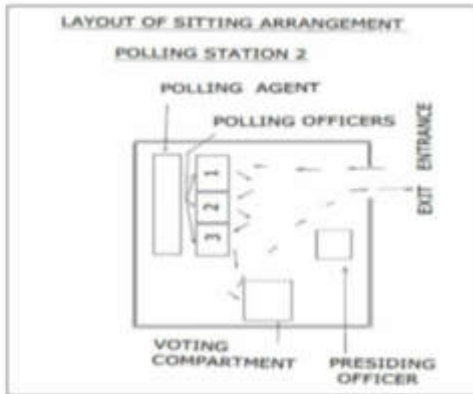 LAYOUT OF SITTING ARRANGEMENT
POLLING STATION 2
POLLING AGENT
POLLING OFFICERS
1
2
3
ENTRANCE
EXIT
VOTING
COMPARTMENT
PRESIDING
OFFICER